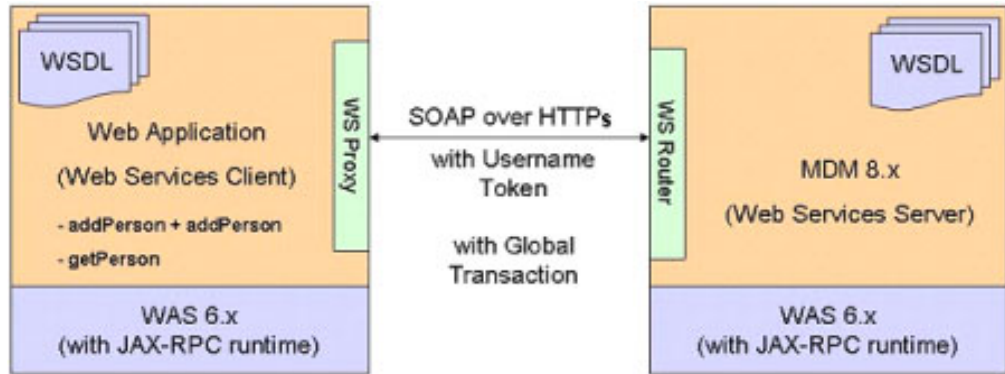 WSDL
Web Application
(Web Services Client)
- addPerson + addPerson
- getPerson
WS Proxy
WAS 6.x
(with JAX-RPC runtime)
SOAP over HTTPs
with Username
Token
with Global
Transaction
WS Router
WSDL
MDM 8.x
(Web Services Server)
WAS 6.x
(with JAX-RPC runtime)